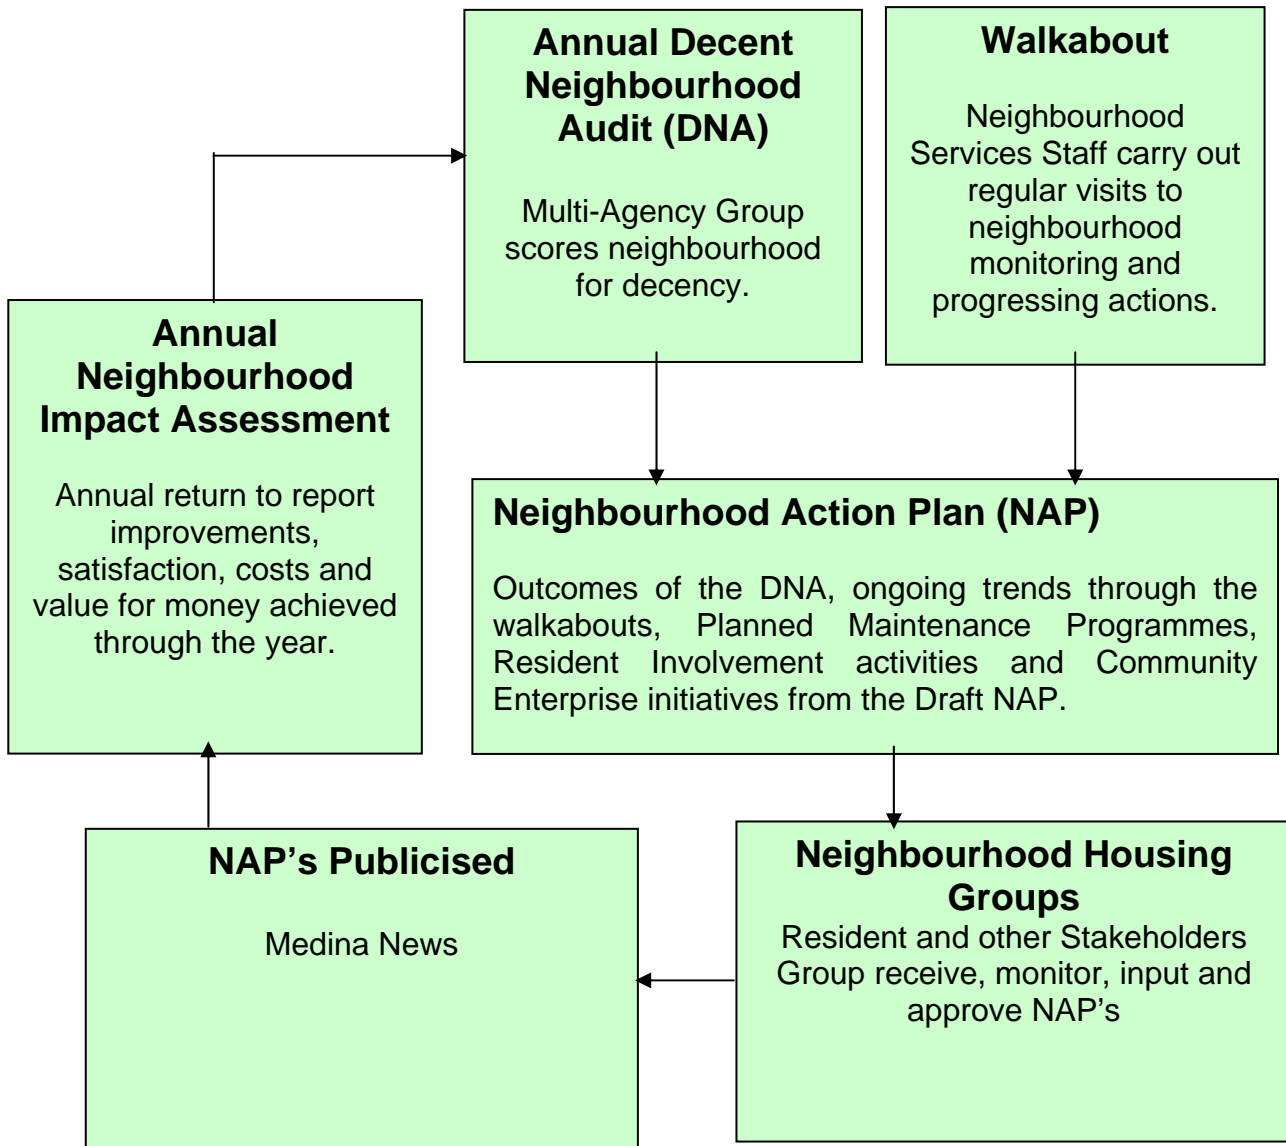 Annual Decent
Neighbourhood
Audit (DNA)
Multi-Agency Group
scores neighbourhood
for decency.
Walkabout
Neighbourhood
Services Staff carry out
regular visits to
neighbourhood
monitoring and
progressing actions.
Annual
Neighbourhood
Impact Assessment
Annual return to report
improvements,
satisfaction, costs and
value for money achieved
through the year.
Neighbourhood Action Plan (NAP)
Outcomes of the DNA, ongoing trends through the
walkabouts, Planned Maintenance Programmes,
Resident Involvement activities and Community
Enterprise initiatives from the Draft NAP.
NAP’s Publicised
Medina News
Neighbourhood Housing
Groups
Resident and other Stakeholders
Group receive, monitor, input and
approve NAP’s